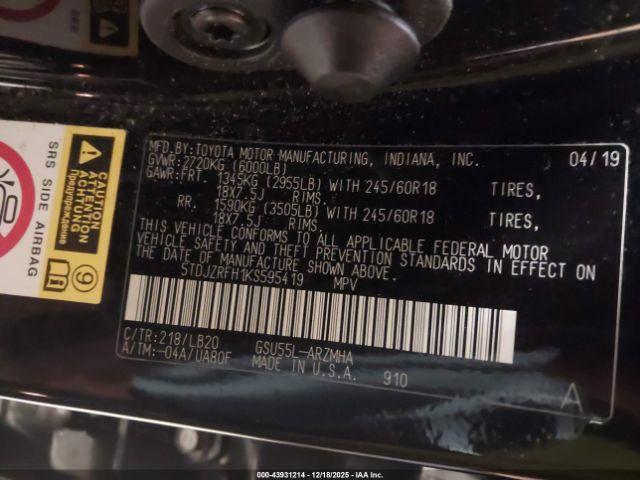 MFD.BY:TOYOTA MOTOR MANUFACTURING, INDIANA, INC. 04/19
GVWR:2720KG (6000LB)
GAWR:FRT. 1345KG (2955LB) WITH 245/60R18 TIRES,
18X7.5J RIMS.
RR. 1590KG (3505LB) WITH 245/60R18 TIRES,
18X7.5J RIMS.
THIS VEHICLE CONFORMS TO ALL APPLICABLE FEDERAL MOTOR
VEHICLE SAFETY AND THEFT PREVENTION STANDARDS IN EFFECT ON
THE DATE OF MANUFACTURE SHOWN ABOVE.
5TDJZRFH1KS595419 MPV
C/TR:218/LB20 GSU55L-ARZMHA
A/TM:-04A/UA80F MADE IN U.S.A. 910
A
SRS SIDE AIRBAG
CAUTION
ATTENTION
ACHTUNG
Предупреждение
9
000-43931214 - 12/18/2025 - IAA Inc.